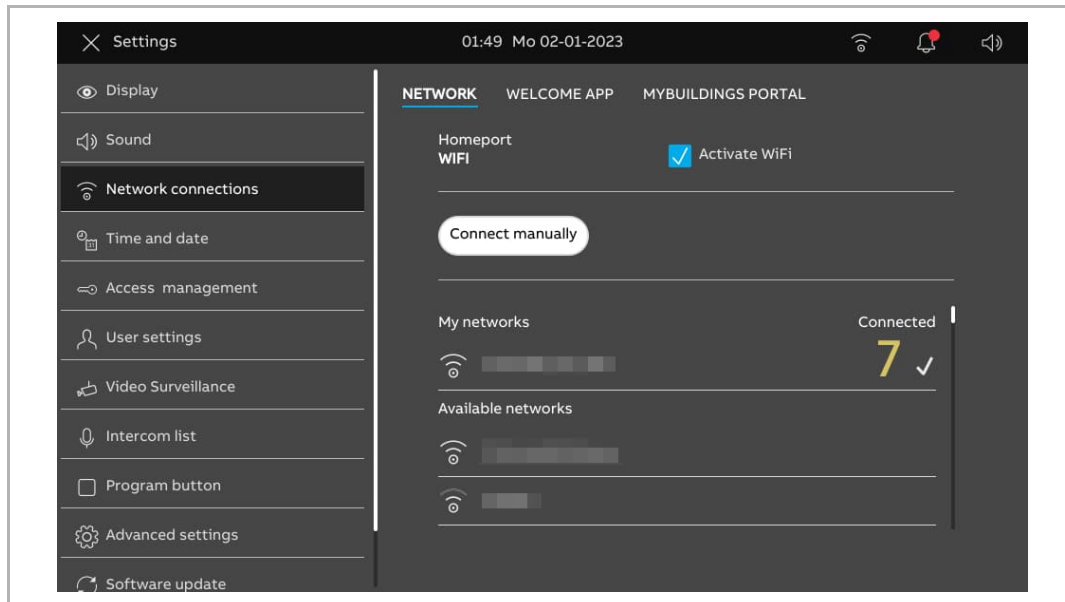 Settings
01:49 Mo 02-01-2023
Display
Sound
Network connections
Time and date
Access management
User settings
Video Surveillance
Intercom list
Program button
Advanced settings
Software update
NETWORK WELCOME APP MYBUILDINGS PORTAL
Homeport
WIFI
Activate WiFi
Connect manually
My networks
Connected
7
Available networks